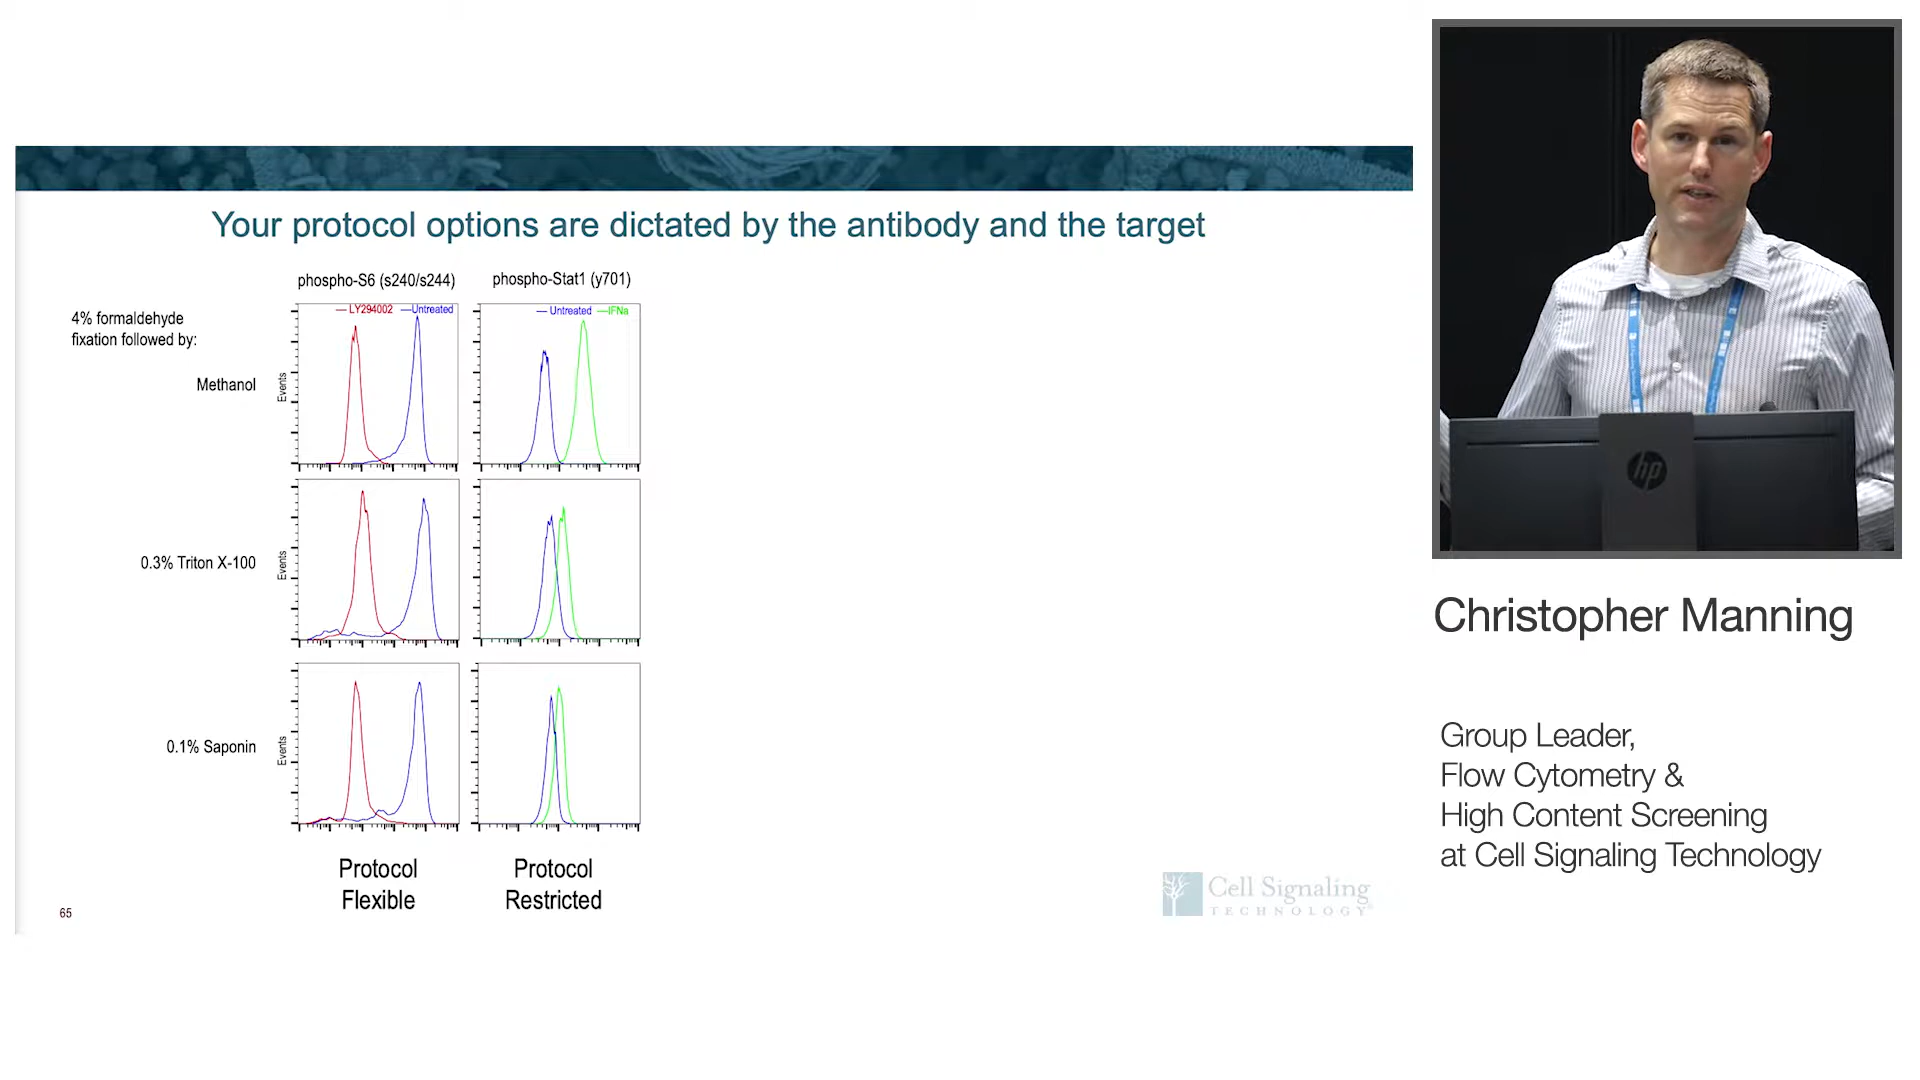 Your protocol options are dictated by the antibody and the target
phospho-S6 (s240/s244)
phospho-Stat1 (y701)
4% formaldehyde
fixation followed by:
LY294002
Untreated
Untreated
IFNa
Methanol
Events
0.3% Triton X-100
Events
0.1% Saponin
Events
Protocol
Flexible
Protocol
Restricted
65
Cell Signaling
TECHNOLOGY
hp
Christopher Manning
Group Leader,
Flow Cytometry &
High Content Screening
at Cell Signaling Technology